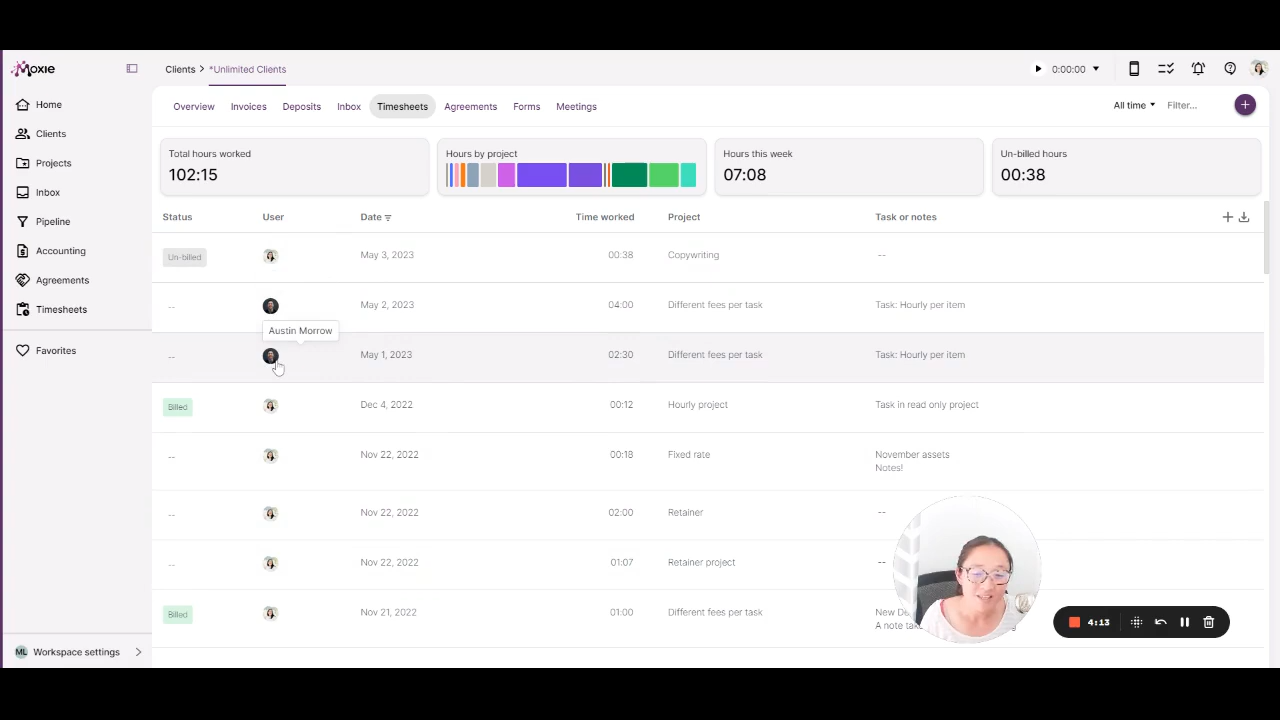 Moxie
Clients > *Unlimited Clients
0:00:00
Home
Clients
Projects
Inbox
Pipeline
Accounting
Agreements
Timesheets
Favorites
ML Workspace settings
Overview Invoices Deposits Inbox Timesheets Agreements Forms Meetings
All time Filter...
Total hours worked
102:15
Hours by project
Hours this week
07:08
Un-billed hours
00:38
Status User Date Time worked Project Task or notes
Un-billed May 3, 2023 00:38 Copywriting --
-- May 2, 2023 04:00 Different fees per task Task: Hourly per item
Austin Morrow
-- May 1, 2023 02:30 Different fees per task Task: Hourly per item
Billed Dec 4, 2022 00:12 Hourly project Task in read only project
-- Nov 22, 2022 00:18 Fixed rate November assets
Notes!
-- Nov 22, 2022 02:00 Retainer --
-- Nov 22, 2022 01:07 Retainer project --
Billed Nov 21, 2022 01:00 Different fees per task New
A note
4:13